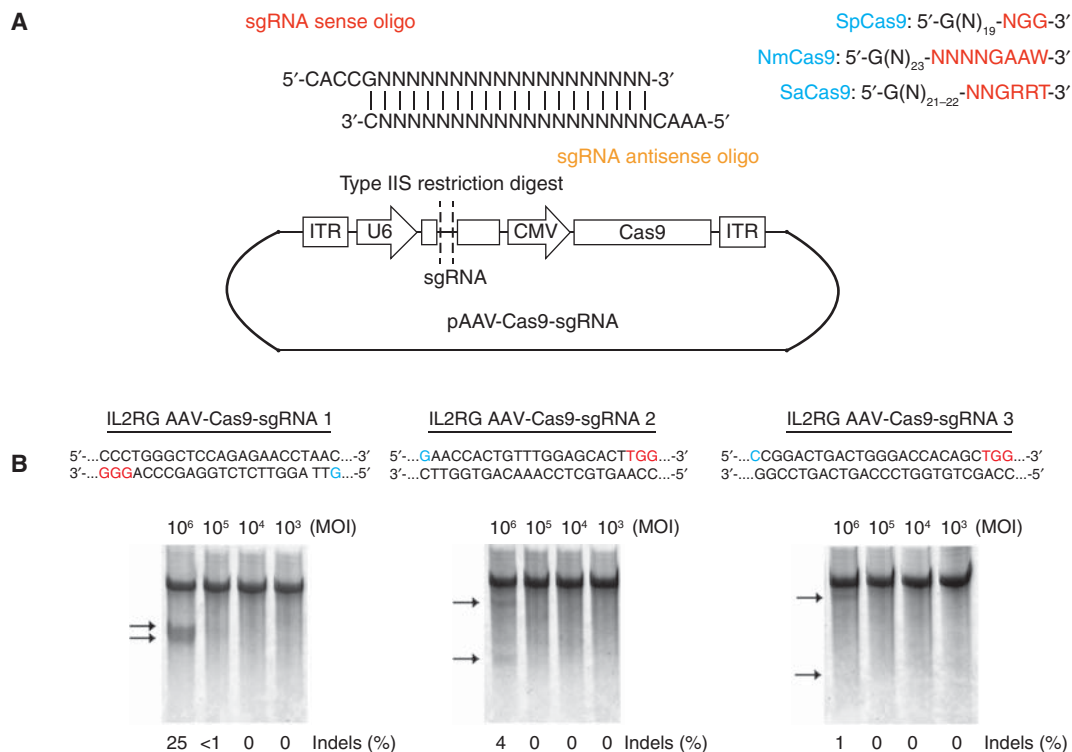 A
sgRNA sense oligo
5′-CACCGNNNNNNNNNNNNNNNNNNN-3′
3′-CNNNNNNNNNNNNNNNNNNNCAAA-5′
sgRNA antisense oligo
SpCas9: 5′-G(N)19-NGG-3′
NmCas9: 5′-G(N)23-NNNNGAAW-3′
SaCas9: 5′-G(N)21–22-NNGRRT-3′
Type IIS restriction digest
ITR U6 CMV Cas9 ITR
sgRNA
pAAV-Cas9-sgRNA
B
IL2RG AAV-Cas9-sgRNA 1
5′-...CCCTGGGCTCCAGAGAACCTAAC...-3′
3′-...GGGACCCGAGGTCTCTTGGA TTG...-5′
10⁶ 10⁵ 10⁴ 10³ (MOI)
25 <1 0 0 Indels (%)
IL2RG AAV-Cas9-sgRNA 2
5′-...GAACCACTGTTTGGAGCACTTGG...-3′
3′-...CTTGGTGACAAACCTCGTGAACC...-5′
10⁶ 10⁵ 10⁴ 10³ (MOI)
4 0 0 0 Indels (%)
IL2RG AAV-Cas9-sgRNA 3
5′-...CCGGACTGACTGGGACCACAGCTGG...-3′
3′-....GGCCTGACTGACCCTGGTGTCGACC...-5′
10⁶ 10⁵ 10⁴ 10³ (MOI)
1 0 0 0 Indels (%)